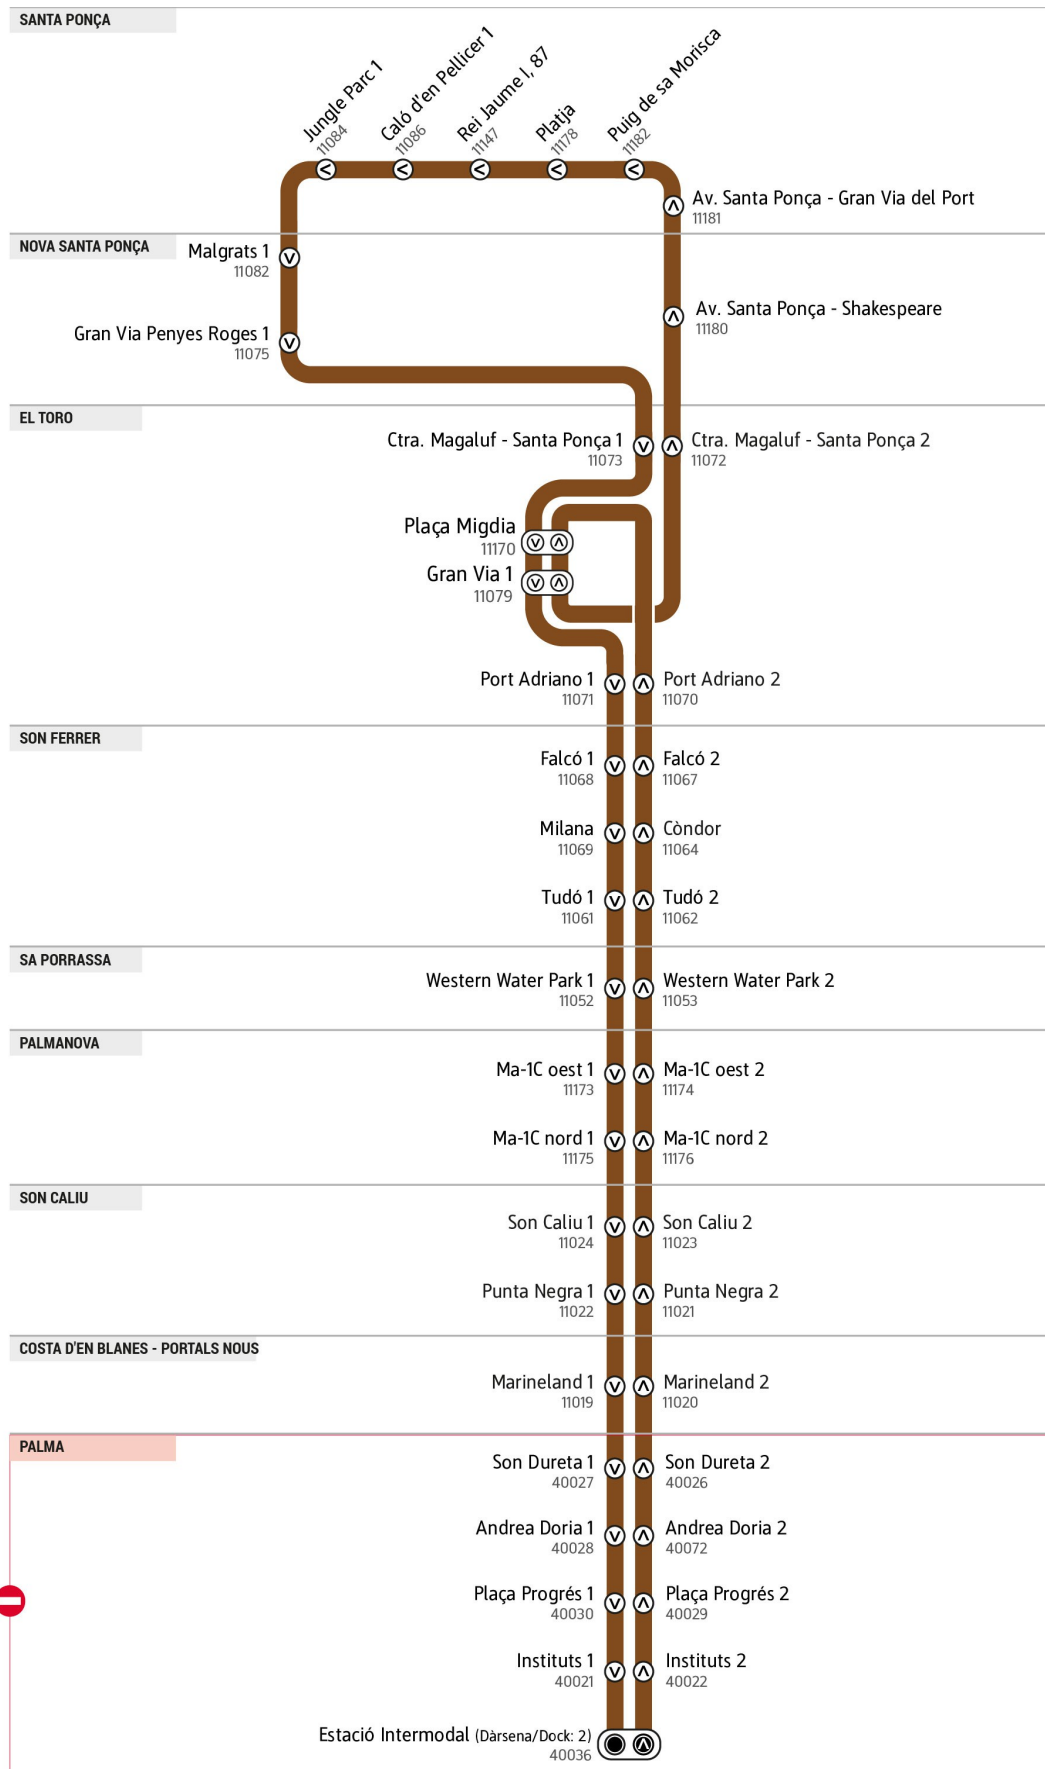 SANTA PONÇA
Jungle Parc 1
11084
Caló d'en Pellicer 1
11086
Rei Jaume I, 87
11147
Platja
11178
Puig de sa Morisca
11182
Av. Santa Ponça - Gran Via del Port
11181
NOVA SANTA PONÇA
Malgrats 1
11082
Av. Santa Ponça - Shakespeare
11180
Gran Via Penyes Roges 1
11075
EL TORO
Ctra. Magaluf - Santa Ponça 1
11073
Ctra. Magaluf - Santa Ponça 2
11072
Plaça Migdia
11170
Gran Via 1
11079
Port Adriano 1
11071
Port Adriano 2
11070
SON FERRER
Falcó 1
11068
Falcó 2
11067
Milana
11069
Còndor
11064
Tudó 1
11061
Tudó 2
11062
SA PORRASSA
Western Water Park 1
11052
Western Water Park 2
11053
PALMANOVA
Ma-1C oest 1
11173
Ma-1C oest 2
11174
Ma-1C nord 1
11175
Ma-1C nord 2
11176
SON CALIU
Son Caliu 1
11024
Son Caliu 2
11023
Punta Negra 1
11022
Punta Negra 2
11021
COSTA D'EN BLANES - PORTALS NOUS
Marineland 1
11019
Marineland 2
11020
PALMA
Son Dureta 1
40027
Son Dureta 2
40026
Andrea Doria 1
40028
Andrea Doria 2
40072
Plaça Progrés 1
40030
Plaça Progrés 2
40029
Instituts 1
40021
Instituts 2
40022
Estació Intermodal (Dàrsena/Dock: 2)
40036